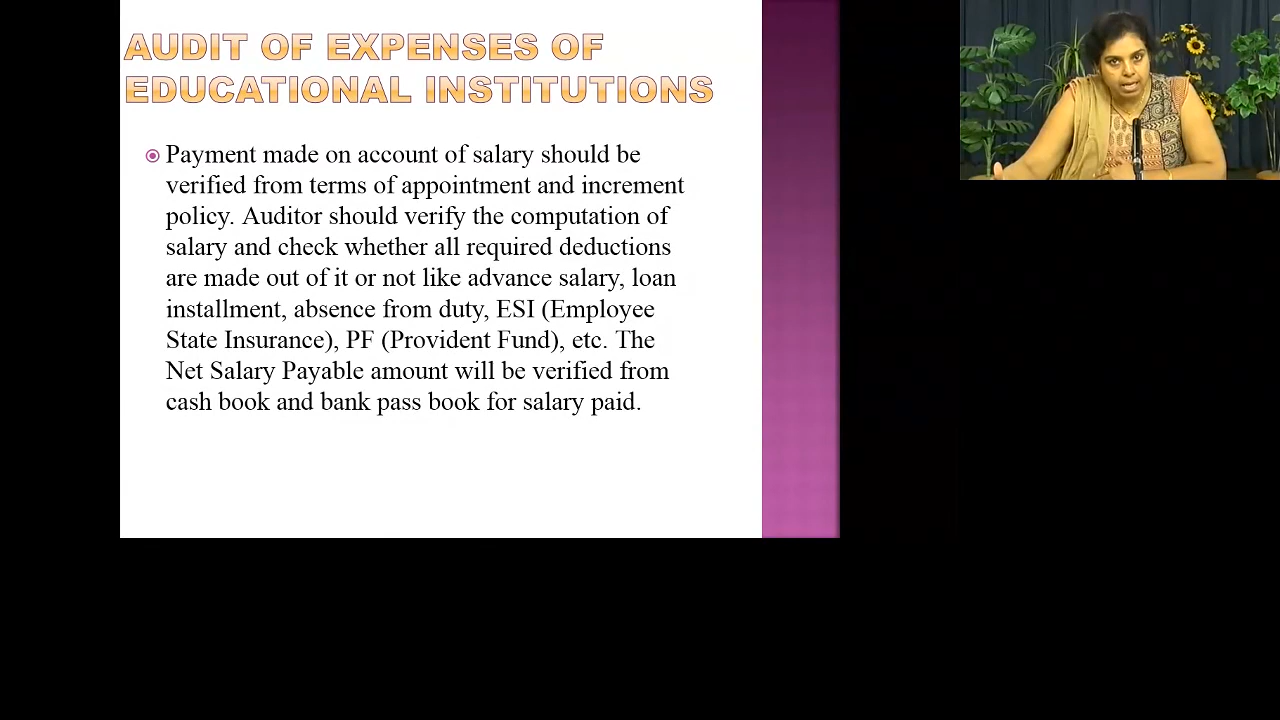 AUDIT OF EXPENSES OF
EDUCATIONAL INSTITUTIONS
Payment made on account of salary should be
verified from terms of appointment and increment
policy. Auditor should verify the computation of
salary and check whether all required deductions
are made out of it or not like advance salary, loan
installment, absence from duty, ESI (Employee
State Insurance), PF (Provident Fund), etc. The
Net Salary Payable amount will be verified from
cash book and bank pass book for salary paid.